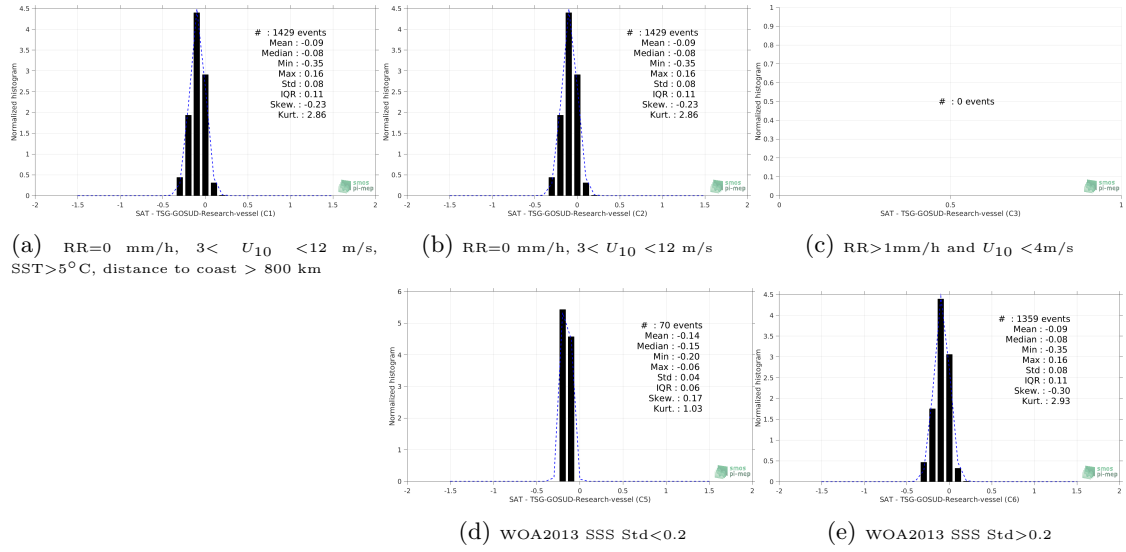 4.5
4
3.5
3
2.5
2
1.5
1
0.5
0
Normalized histogram
# : 1429 events
Mean : -0.09
Median : -0.08
Min : -0.35
Max : 0.16
Std : 0.08
IQR : 0.11
Skew. : -0.23
Kurt. : 2.86
smos
pi-mep
-2 -1.5 -1 -0.5 0 0.5 1 1.5 2
SAT - TSG-GOSUD-Research-vessel (C1)
(a) RR=0 mm/h, 3< U10 <12 m/s,
SST>5°C, distance to coast > 800 km
4.5
4
3.5
3
2.5
2
1.5
1
0.5
0
Normalized histogram
# : 1429 events
Mean : -0.09
Median : -0.08
Min : -0.35
Max : 0.16
Std : 0.08
IQR : 0.11
Skew. : -0.23
Kurt. : 2.86
smos
pi-mep
-2 -1.5 -1 -0.5 0 0.5 1 1.5 2
SAT - TSG-GOSUD-Research-vessel (C2)
(b) RR=0 mm/h, 3< U10 <12 m/s
1
0.9
0.8
0.7
0.6
0.5
0.4
0.3
0.2
0.1
0
Normalized histogram
# : 0 events
smos
pi-mep
0 0.5 1
SAT - TSG-GOSUD-Research-vessel (C3)
(c) RR>1mm/h and U10 <4m/s
6
5
4
3
2
1
0
Normalized histogram
# : 70 events
Mean : -0.14
Median : -0.15
Min : -0.20
Max : -0.06
Std : 0.04
IQR : 0.06
Skew. : 0.17
Kurt. : 1.03
smos
pi-mep
-2 -1.5 -1 -0.5 0 0.5 1 1.5 2
SAT - TSG-GOSUD-Research-vessel (C5)
(d) WOA2013 SSS Std<0.2
4.5
4
3.5
3
2.5
2
1.5
1
0.5
0
Normalized histogram
# : 1359 events
Mean : -0.09
Median : -0.08
Min : -0.35
Max : 0.16
Std : 0.08
IQR : 0.11
Skew. : -0.30
Kurt. : 2.93
smos
pi-mep
-2 -1.5 -1 -0.5 0 0.5 1 1.5 2
SAT - TSG-GOSUD-Research-vessel (C6)
(e) WOA2013 SSS Std>0.2